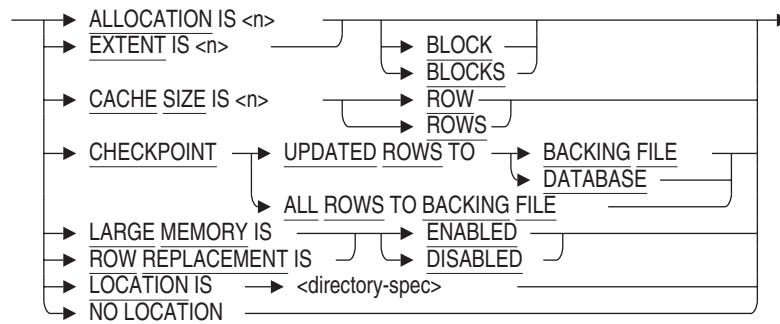 ALLOCATION IS <n>
EXTENT IS <n> BLOCK
BLOCKS
CACHE SIZE IS <n> ROW
ROWS
CHECKPOINT UPDATED ROWS TO BACKING FILE
DATABASE
ALL ROWS TO BACKING FILE
LARGE MEMORY IS ENABLED
ROW REPLACEMENT IS DISABLED
LOCATION IS <directory-spec>
NO LOCATION